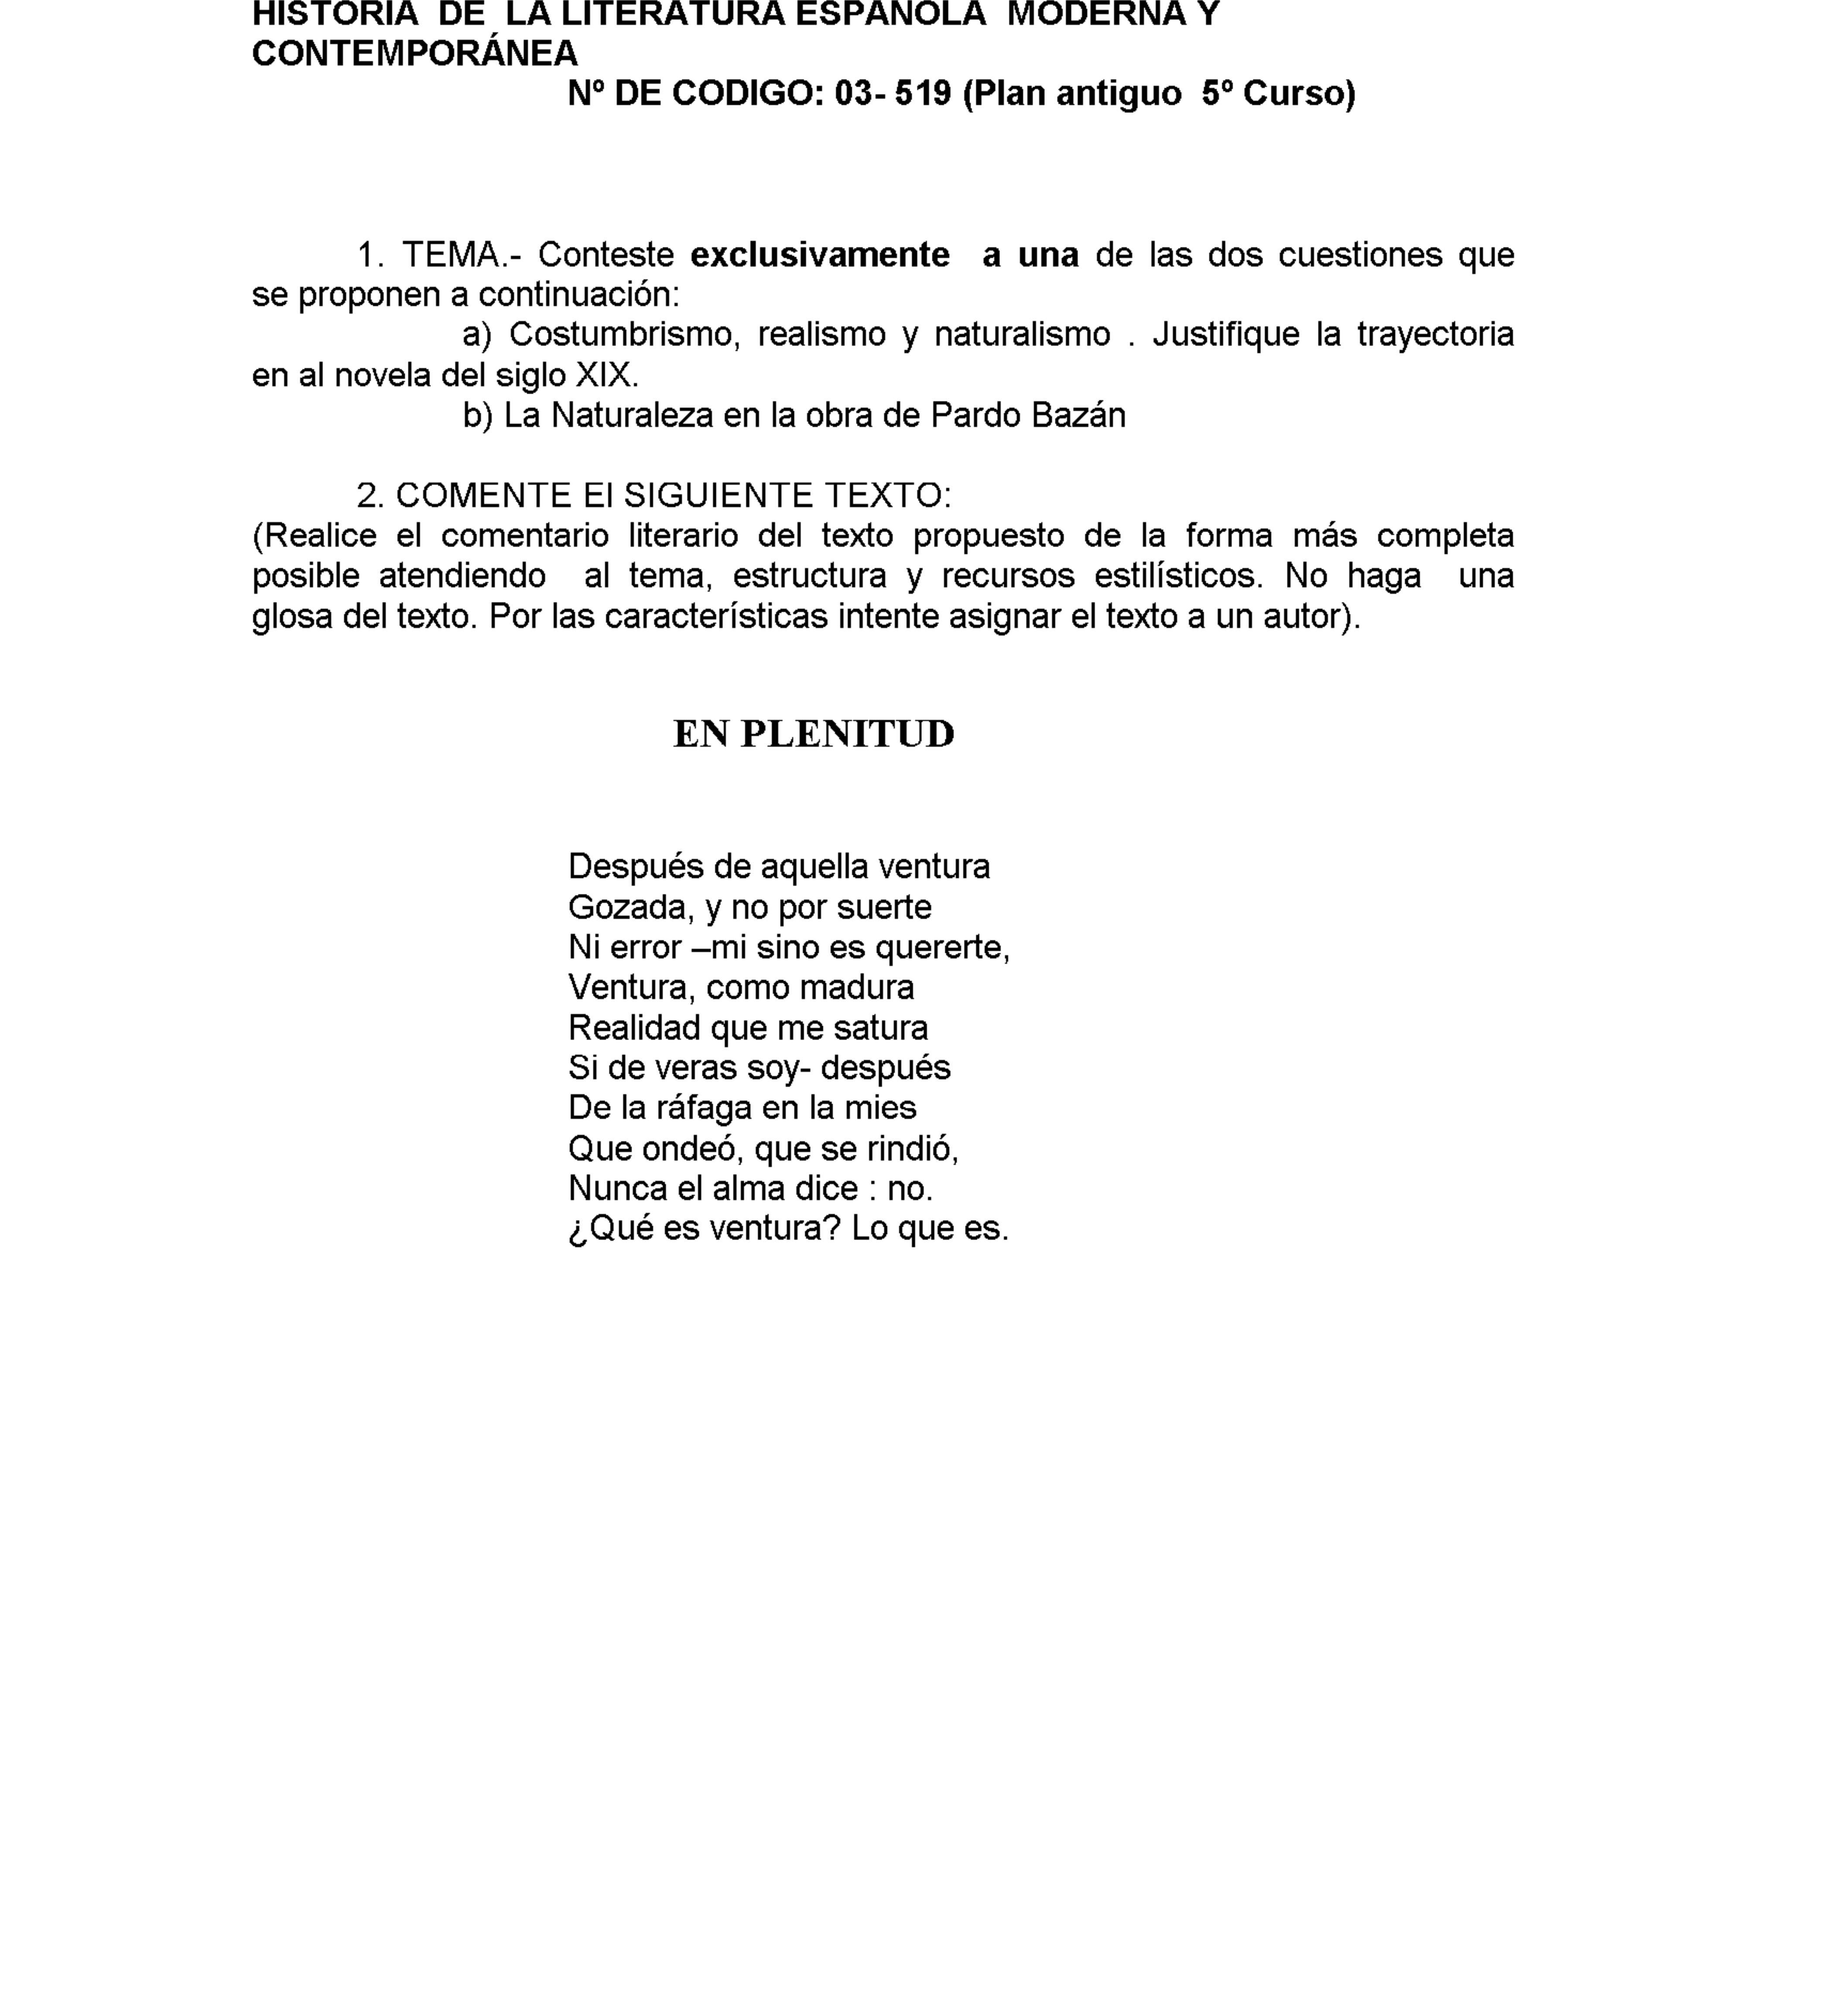 HISTORIA DE LA LITERATURA ESPAÑOLA MODERNA Y
CONTEMPORÁNEA
Nº DE CODIGO: 03- 519 (Plan antiguo 5º Curso)
1. TEMA.- Conteste exclusivamente a una de las dos cuestiones que
se proponen a continuación:
a) Costumbrismo, realismo y naturalismo . Justifique la trayectoria
en al novela del siglo XIX.
b) La Naturaleza en la obra de Pardo Bazán
2. COMENTE El SIGUIENTE TEXTO:
(Realice el comentario literario del texto propuesto de la forma más completa
posible atendiendo al tema, estructura y recursos estilísticos. No haga una
glosa del texto. Por las características intente asignar el texto a un autor).
EN PLENITUD
Después de aquella ventura
Gozada, y no por suerte
Ni error –mi sino es quererte,
Ventura, como madura
Realidad que me satura
Si de veras soy- después
De la ráfaga en la mies
Que ondeó, que se rindió,
Nunca el alma dice : no.
¿Qué es ventura? Lo que es.